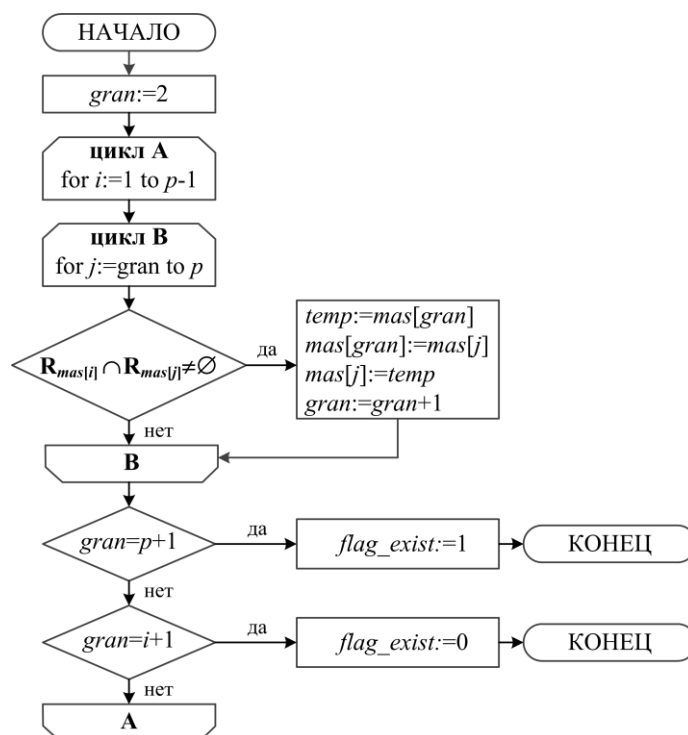 НАЧАЛО
gran:=2
цикл A
for i:=1 to p-1
цикл B
for j:=gran to p
R_mas[i] ∩ R_mas[j] ≠ ∅
да
temp:=mas[gran]
mas[gran]:=mas[j]
mas[j]:=temp
gran:=gran+1
нет
B
gran=p+1
да
flag_exist:=1
КОНЕЦ
нет
gran=i+1
да
flag_exist:=0
КОНЕЦ
нет
A